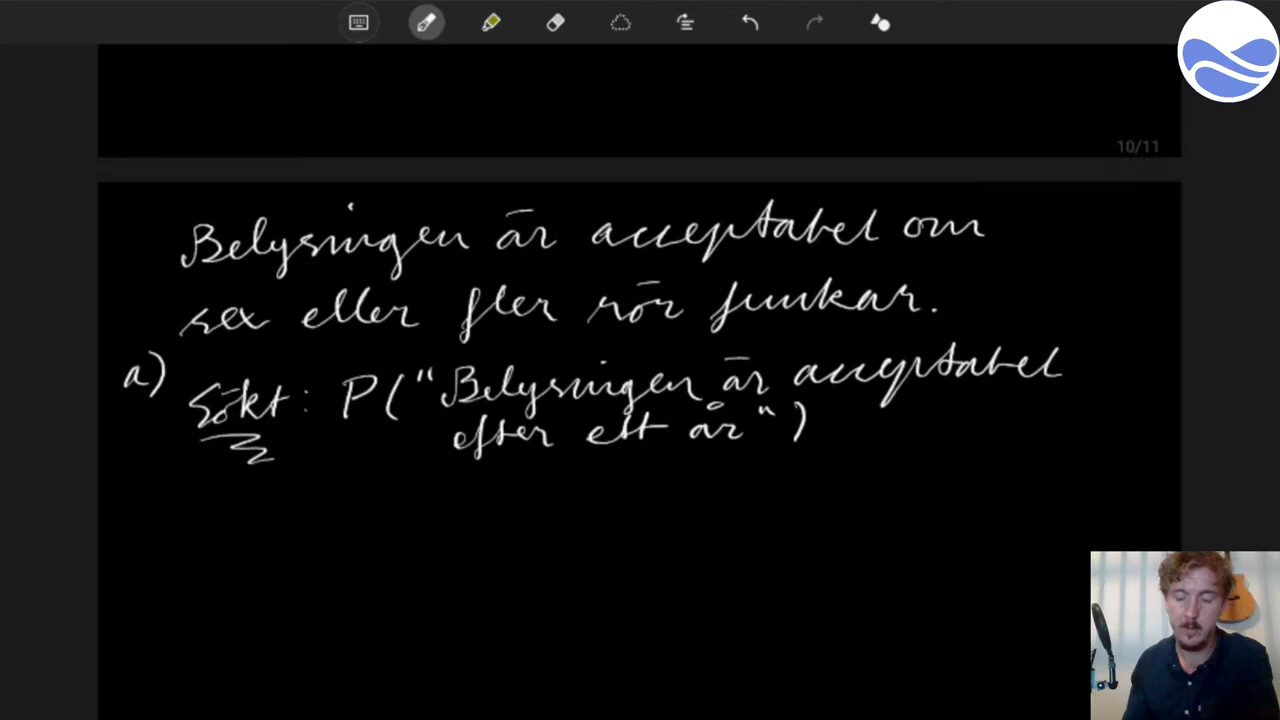 10/11
Belysningen är acceptabel om
sex eller fler rör funkar.
a) Sökt: P("Belysningen är acceptabel
efter ett år")